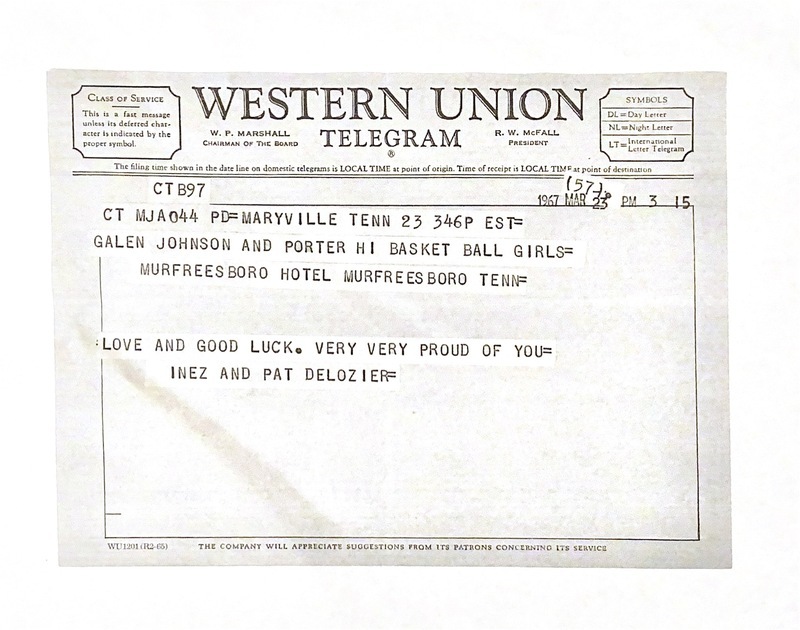 CLASS OF SERVICE
This is a fast message
unless its deferred char-
acter is indicated by the
proper symbol.
WESTERN UNION
TELEGRAM
®
W. P. MARSHALL
CHAIRMAN OF THE BOARD
R. W. McFALL
PRESIDENT
SYMBOLS
DL=Day Letter
NL=Night Letter
LT=International Letter Telegram
The filing time shown in the date line on domestic telegrams is LOCAL TIME at point of origin. Time of receipt is LOCAL TIME at point of destination
CTB97
(57).
1967 MAR 23 PM 3 15
CT MJA044 PD=MARYVILLE TENN 23 346P EST=
GALEN JOHNSON AND PORTER HI BASKET BALL GIRLS=
MURFREESBORO HOTEL MURFREESBORO TENN=
:LOVE AND GOOD LUCK. VERY VERY PROUD OF YOU=
INEZ AND PAT DELOZIER=
WU1201 (R2-65)
THE COMPANY WILL APPRECIATE SUGGESTIONS FROM ITS PATRONS CONCERNING ITS SERVICE